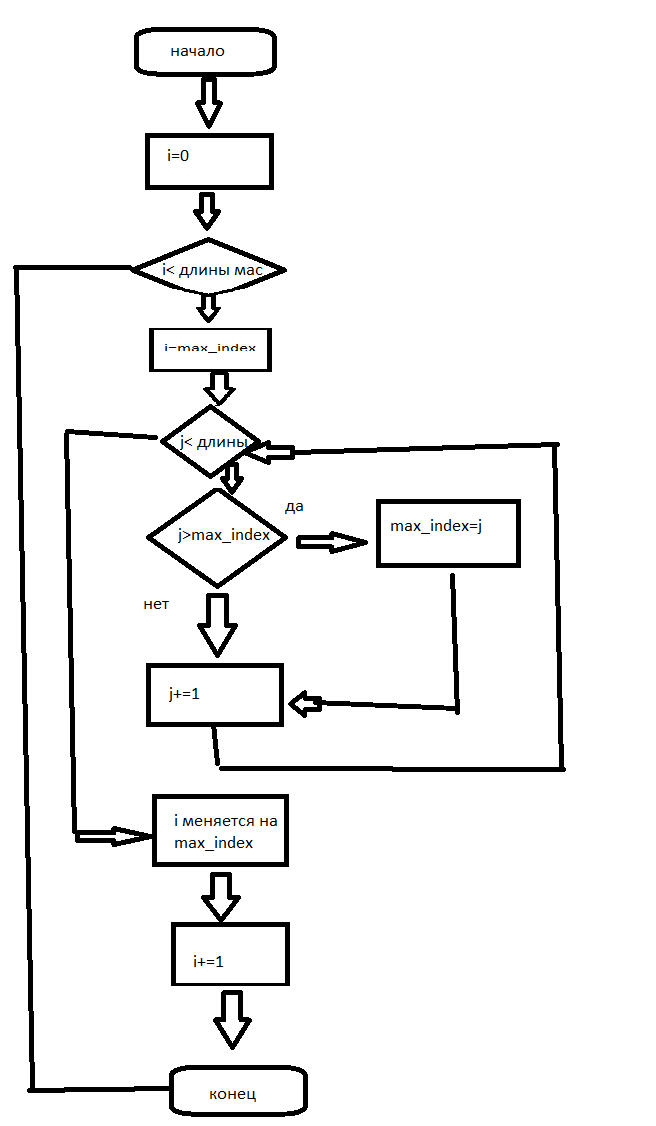 начало
i=0
i< длины мас
i=max_index
j< длины
j>max_index
да
max_index=j
нет
j+=1
i меняется на
max_index
i+=1
конец